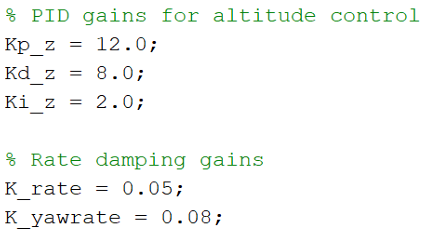 % PID gains for altitude control
Kp_z = 12.0;
Kd_z = 8.0;
Ki_z = 2.0;

% Rate damping gains
K_rate = 0.05;
K_yawrate = 0.08;